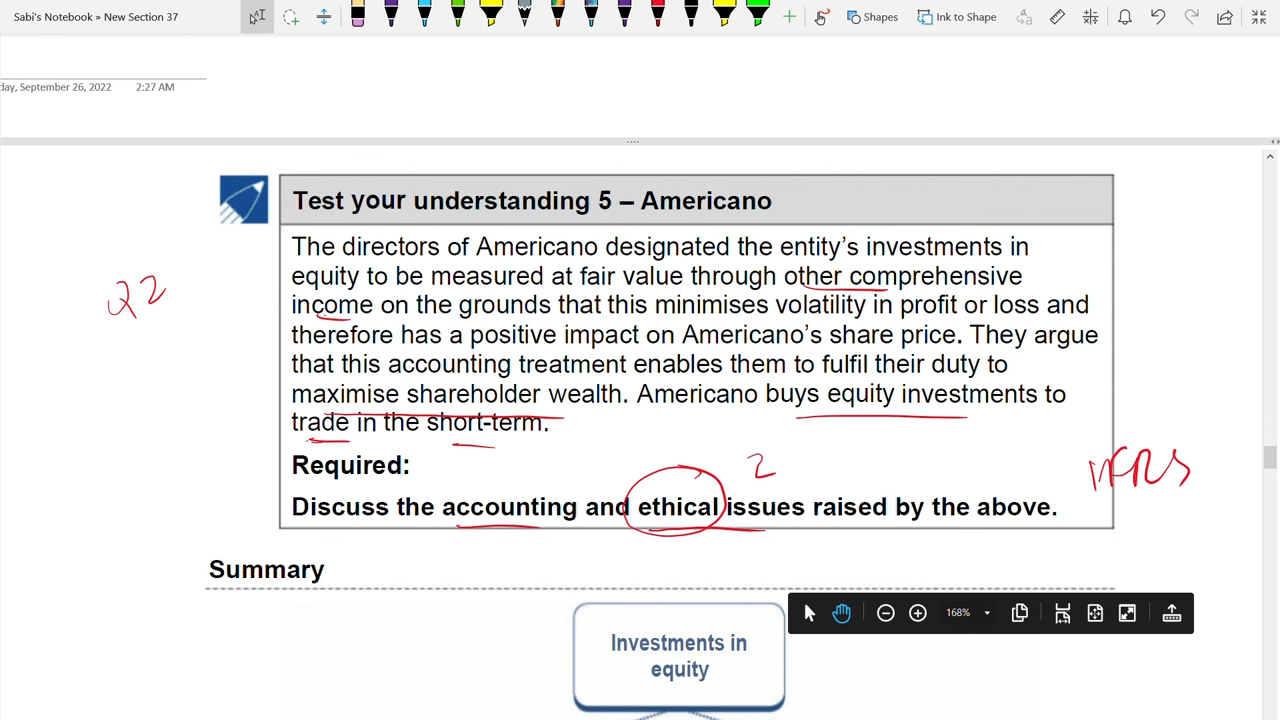 Sabi's Notebook » New Section 37
Shapes
Ink to Shape
day, September 26, 2022 2:27 AM
Test your understanding 5 – Americano
The directors of Americano designated the entity's investments in
equity to be measured at fair value through other comprehensive
income on the grounds that this minimises volatility in profit or loss and
therefore has a positive impact on Americano's share price. They argue
that this accounting treatment enables them to fulfil their duty to
maximise shareholder wealth. Americano buys equity investments to
trade in the short-term.
Q2
Required:
2
IFRS
Discuss the accounting and ethical issues raised by the above.
Summary
168%
Investments in
equity